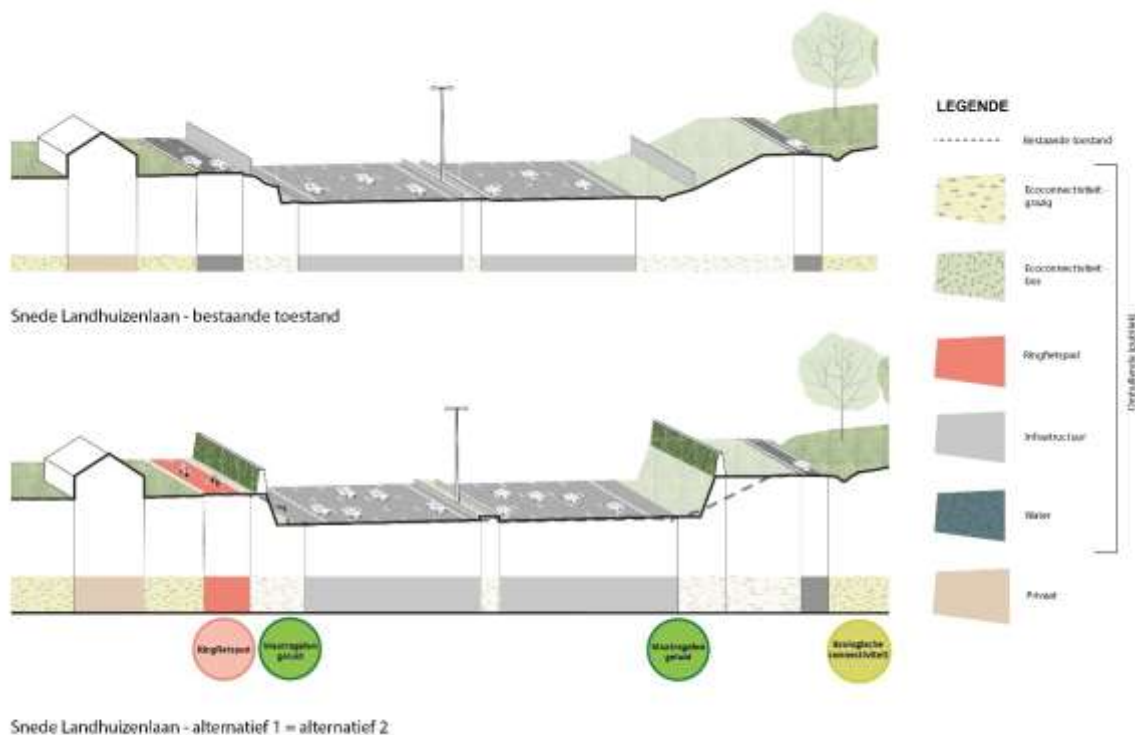 LEGENDE
Bestaande toestand
Ecoconnectiviteit -
grazig
Ecoconnectiviteit -
bos
Ringfietspad
Infrastructuur
Water
Privaat
Snede Landhuizenlaan - bestaande toestand
Ringfietspad
Maatregelen
geluid
Maatregelen
geluid
Ecologische
connectiviteit
Snede Landhuizenlaan - alternatief 1 = alternatief 2